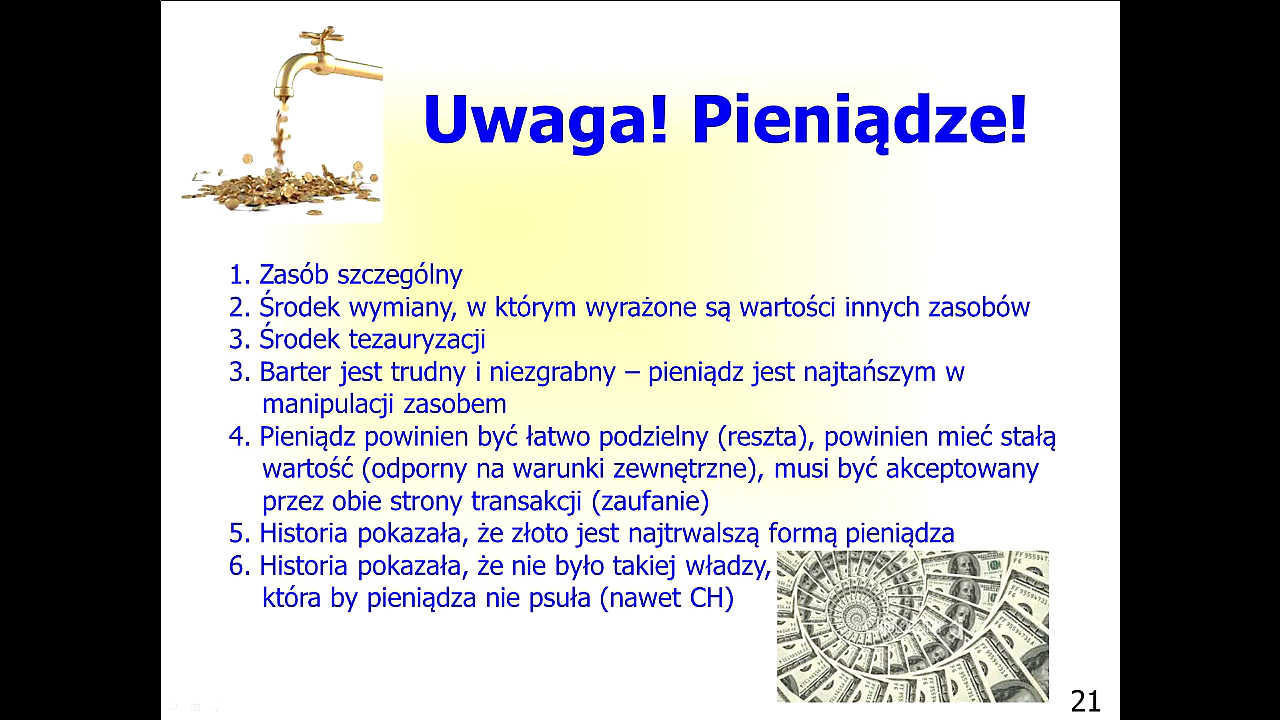 Uwaga! Pieniądze!
1. Zasób szczególny
2. Środek wymiany, w którym wyrażone są wartości innych zasobów
3. Środek tezauryzacji
3. Barter jest trudny i niezgrabny – pieniądz jest najtańszym w
manipulacji zasobem
4. Pieniądz powinien być łatwo podzielny (reszta), powinien mieć stałą
wartość (odporny na warunki zewnętrzne), musi być akceptowany
przez obie strony transakcji (zaufanie)
5. Historia pokazała, że złoto jest najtrwalszą formą pieniądza
6. Historia pokazała, że nie było takiej władzy,
która by pieniądza nie psuła (nawet CH)
21